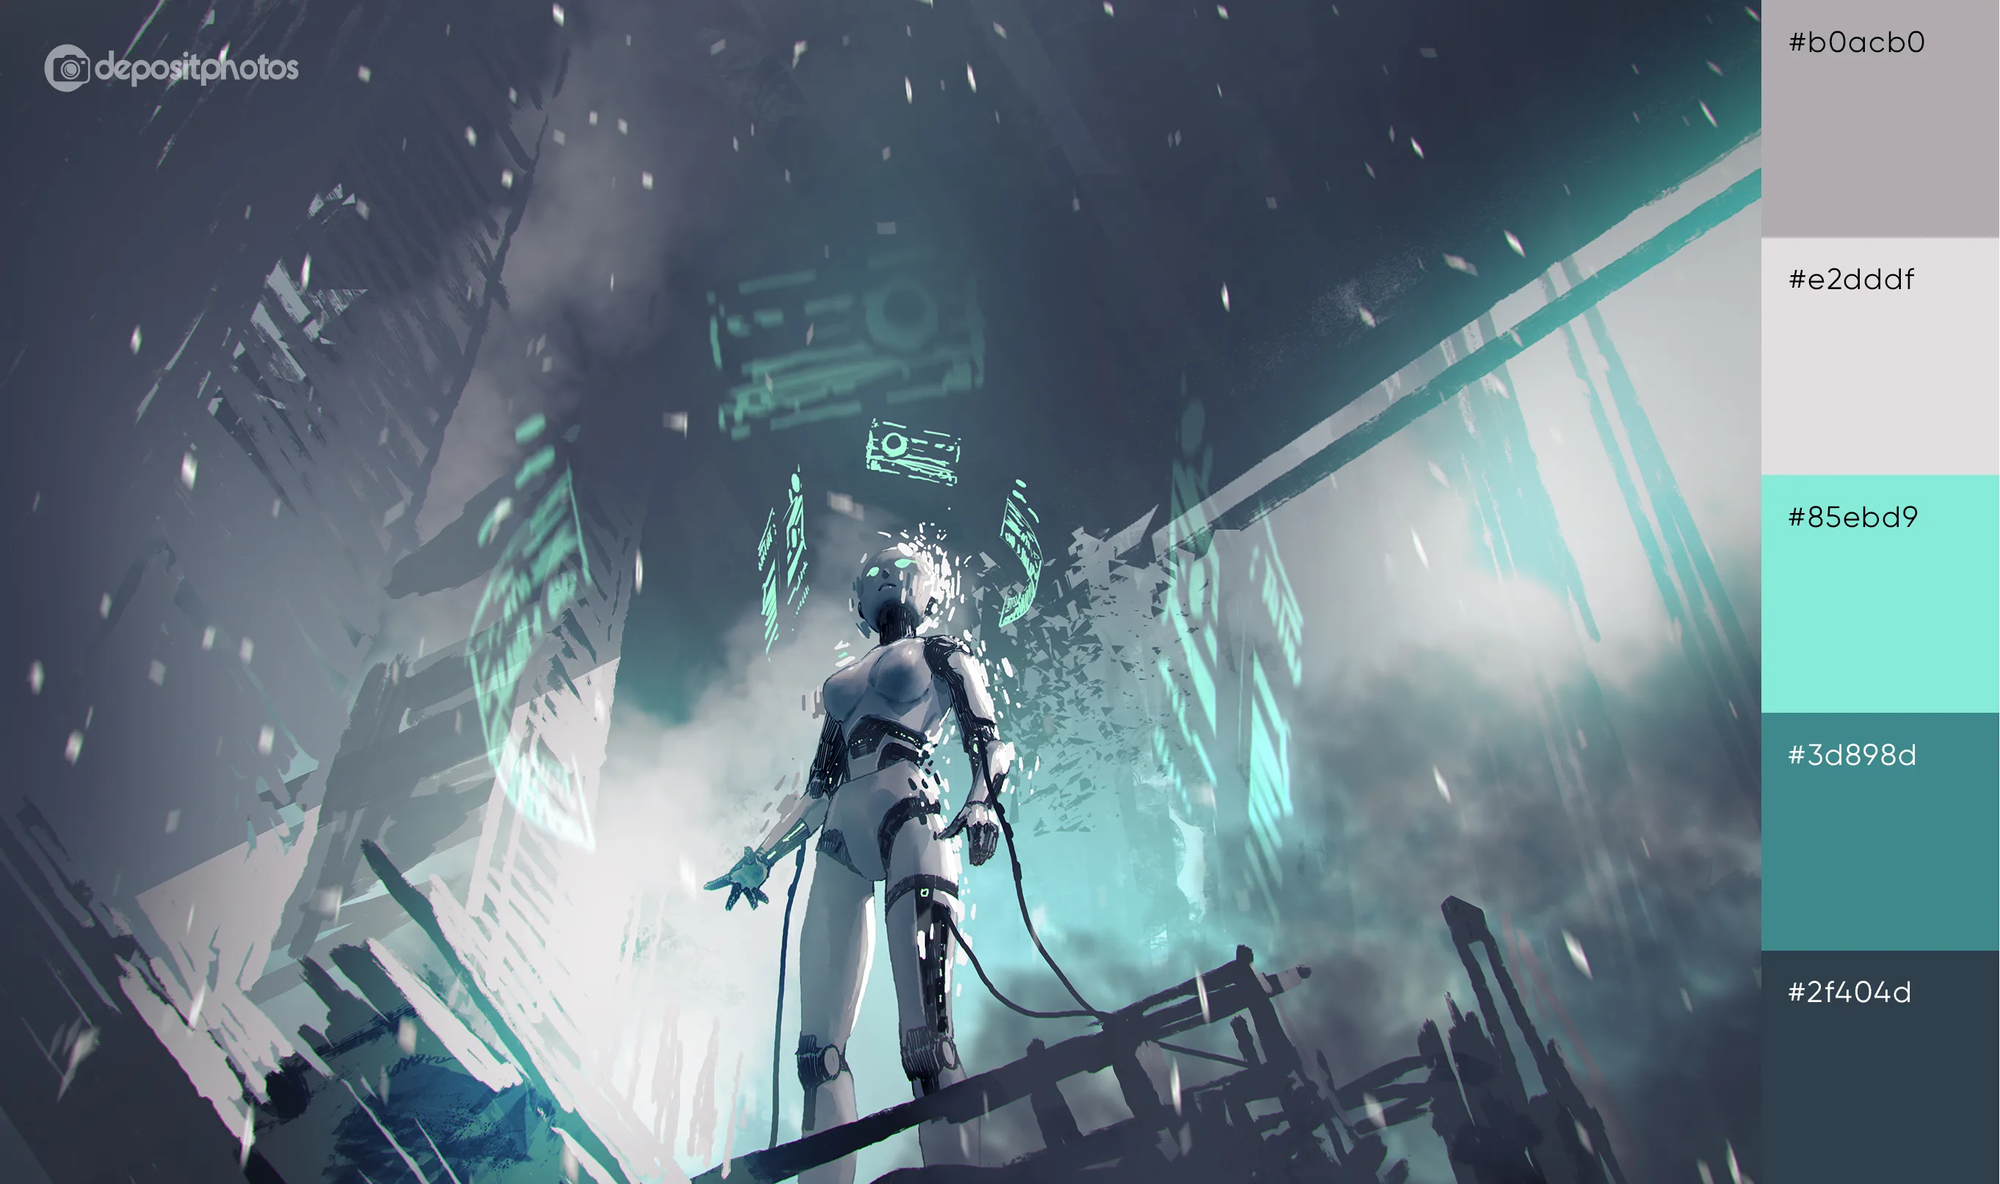 depositphotos
#b0acb0
#e2dddf
#85ebd9
#3d898d
#2f404d